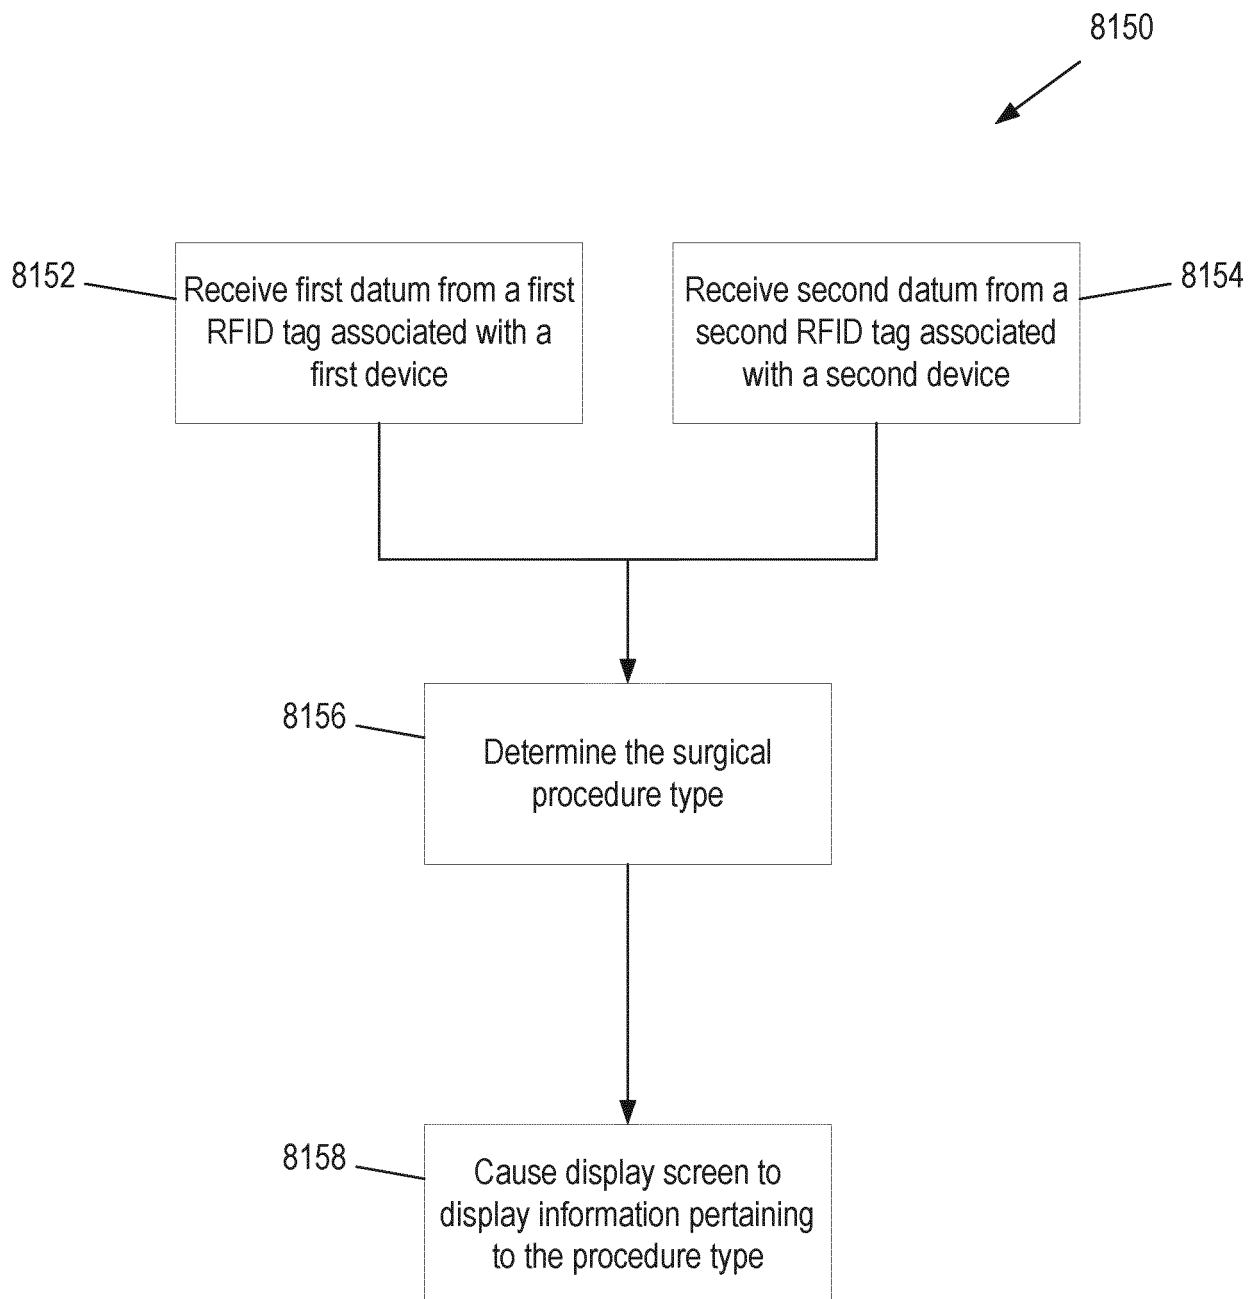 8150
8152
Receive first datum from a first
RFID tag associated with a
first device
Receive second datum from a
second RFID tag associated
with a second device
8154
8156
Determine the surgical
procedure type
8158
Cause display screen to
display information pertaining
to the procedure type